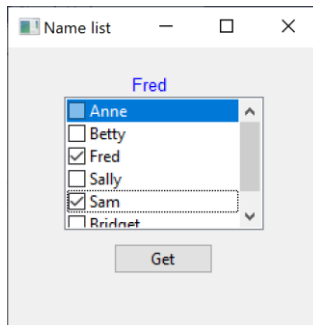 Name list
Fred
Anne
Betty
Fred
Sally
Sam
Bridget
Get